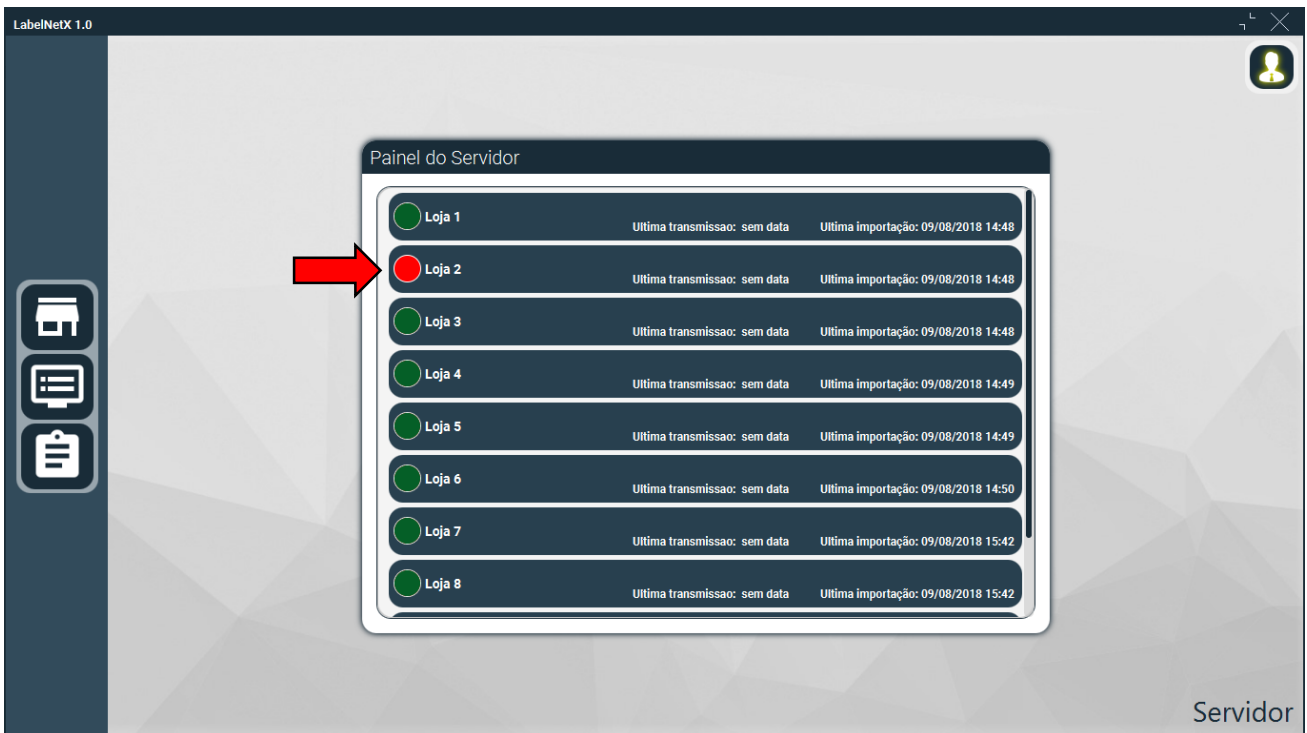 LabelNetX 1.0
Painel do Servidor
Loja 1
Ultima transmissao: sem data Ultima importação: 09/08/2018 14:48
Loja 2
Ultima transmissao: sem data Ultima importação: 09/08/2018 14:48
Loja 3
Ultima transmissao: sem data Ultima importação: 09/08/2018 14:48
Loja 4
Ultima transmissao: sem data Ultima importação: 09/08/2018 14:49
Loja 5
Ultima transmissao: sem data Ultima importação: 09/08/2018 14:49
Loja 6
Ultima transmissao: sem data Ultima importação: 09/08/2018 14:50
Loja 7
Ultima transmissao: sem data Ultima importação: 09/08/2018 15:42
Loja 8
Ultima transmissao: sem data Ultima importação: 09/08/2018 15:42
Servidor